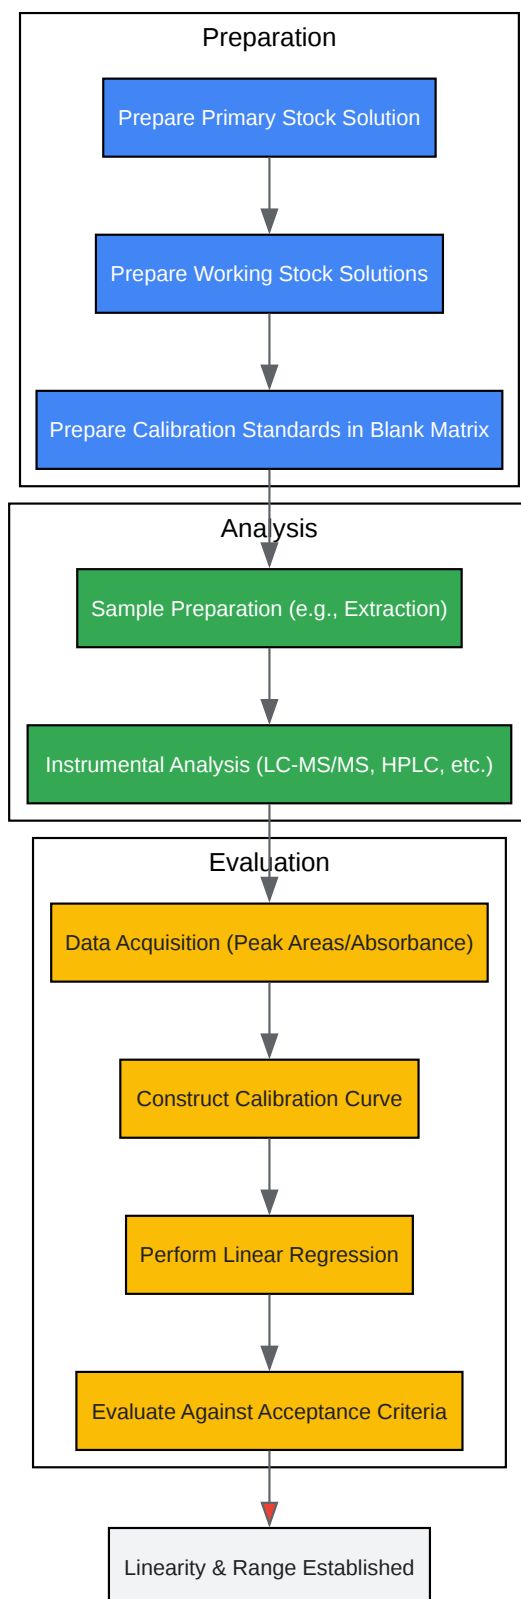 Preparation
Prepare Primary Stock Solution
Prepare Working Stock Solutions
Prepare Calibration Standards in Blank Matrix
Analysis
Sample Preparation (e.g., Extraction)
Instrumental Analysis (LC-MS/MS, HPLC, etc.)
Evaluation
Data Acquisition (Peak Areas/Absorbance)
Construct Calibration Curve
Perform Linear Regression
Evaluate Against Acceptance Criteria
Linearity & Range Established